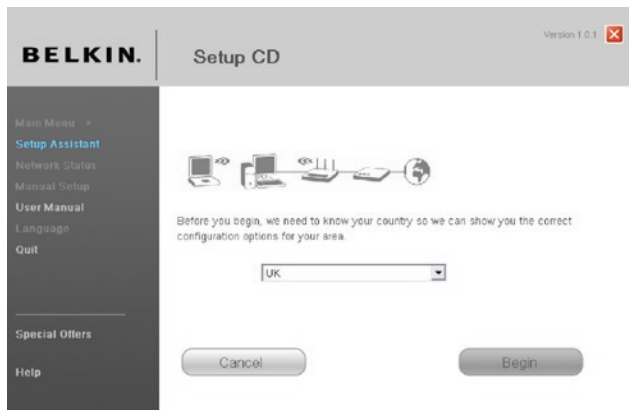 BELKIN.
Setup CD
Version 1.0.1
Main Menu >
Setup Assistant
Network Status
Manual Setup
User Manual
Language
Quit
Special Offers
Help
Before you begin, we need to know your country so we can show you the correct
configuration options for your area.
UK
Cancel
Begin